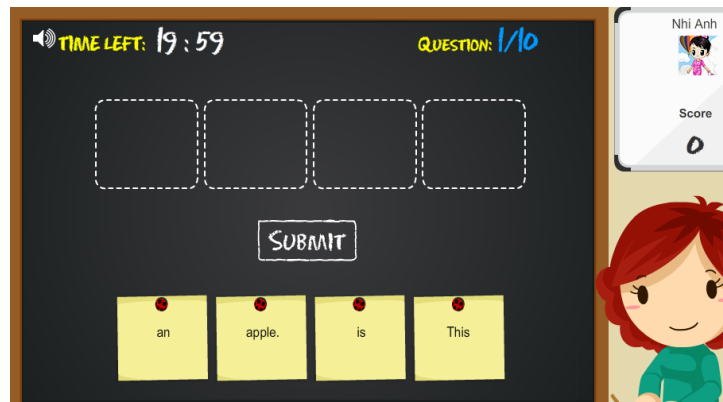 TIME LEFT: 19 : 59
QUESTION: 1/10
Nhi Anh
Score
0
SUBMIT
an
apple.
is
This